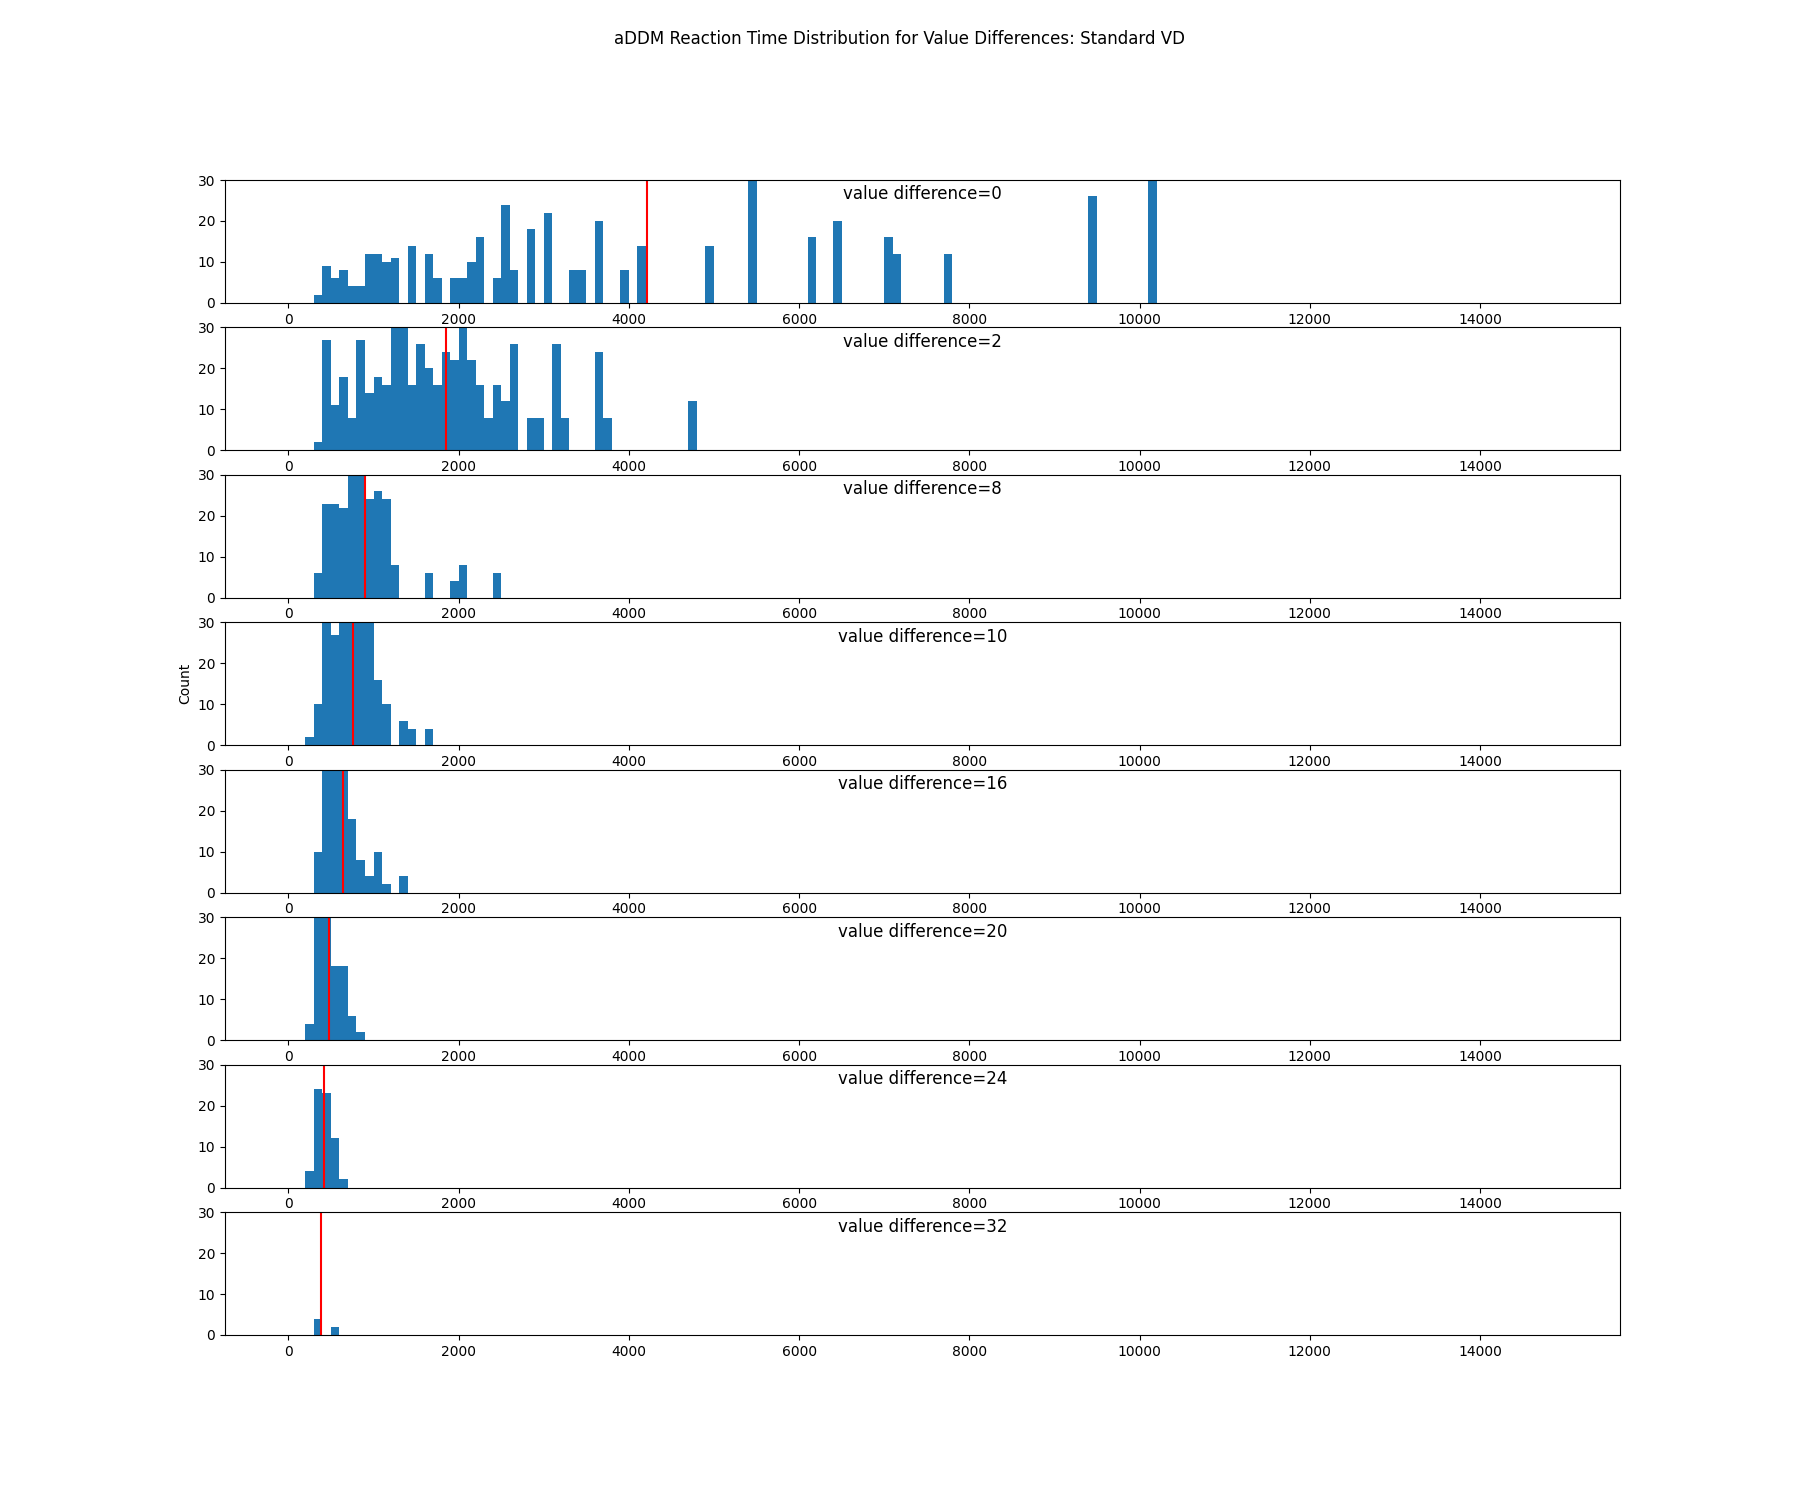 aDDM Reaction Time Distribution for Value Differences: Standard VD
30
20
10
0
value difference=0
0 2000 4000 6000 8000 10000 12000 14000
30
20
10
0
value difference=2
0 2000 4000 6000 8000 10000 12000 14000
30
20
10
0
value difference=8
0 2000 4000 6000 8000 10000 12000 14000
Count
30
20
10
0
value difference=10
0 2000 4000 6000 8000 10000 12000 14000
30
20
10
0
value difference=16
0 2000 4000 6000 8000 10000 12000 14000
30
20
10
0
value difference=20
0 2000 4000 6000 8000 10000 12000 14000
30
20
10
0
value difference=24
0 2000 4000 6000 8000 10000 12000 14000
30
20
10
0
value difference=32
0 2000 4000 6000 8000 10000 12000 14000